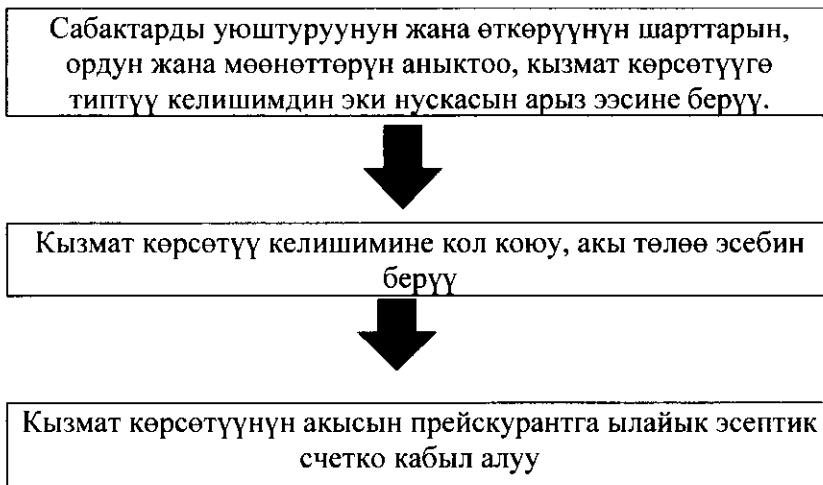 Сабактарды уюштуруунун жана өткөрүүнүн шарттарын,
ордун жана мөөнөттөрүн аныктоо, кызмат көрсөтүүгө
типтүү келишимдин эки нускасын арыз ээсине берүү.
Кызмат көрсөтүү келишимине кол коюу, акы төлөө эсебин
берүү
Кызмат көрсөтүүнүн акысын прейскурантга ылайык эсептик
счетко кабыл алуу